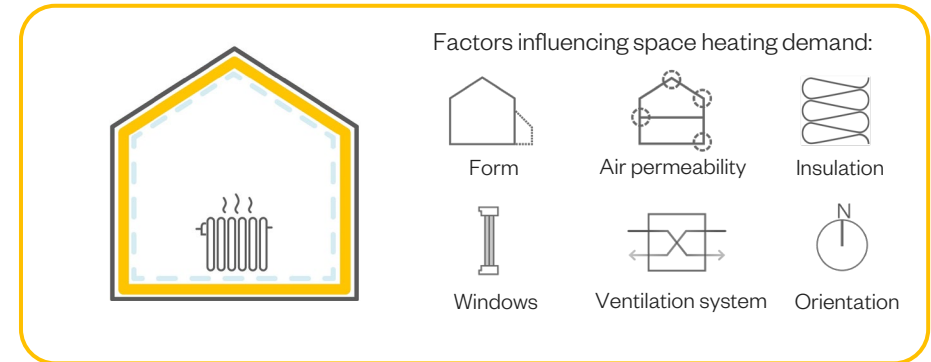 Factors influencing space heating demand:
Form
Air permeability
Insulation
N
Windows
Ventilation system
Orientation